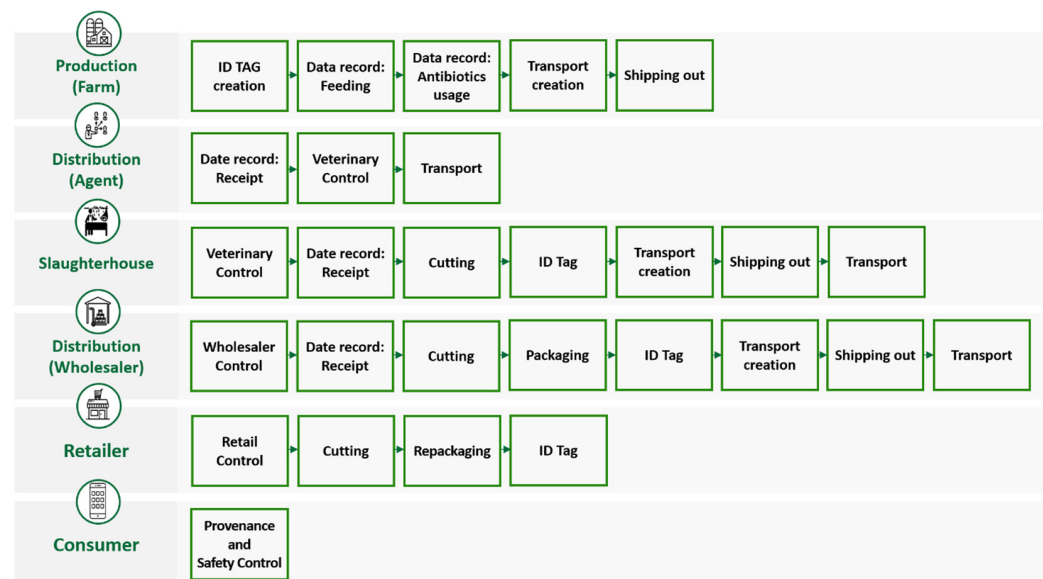 Production
(Farm)
ID TAG
creation
Data record:
Feeding
Data record:
Antibiotics
usage
Transport
creation
Shipping out
Distribution
(Agent)
Date record:
Receipt
Veterinary
Control
Transport
Slaughterhouse
Veterinary
Control
Date record:
Receipt
Cutting
ID Tag
Transport
creation
Shipping out
Transport
Distribution
(Wholesaler)
Wholesaler
Control
Date record:
Receipt
Cutting
Packaging
ID Tag
Transport
creation
Shipping out
Transport
Retailer
Retail
Control
Cutting
Repackaging
ID Tag
Consumer
Provenance
and
Safety Control